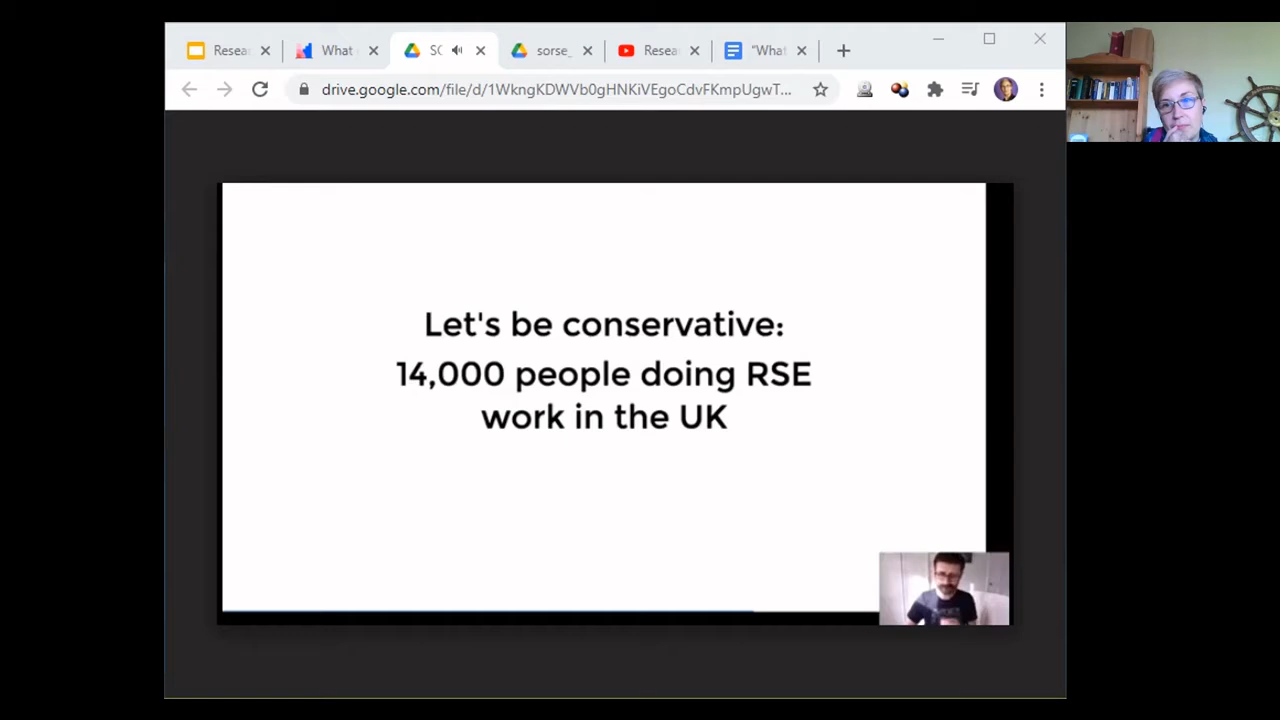 Resear
What
SC
sorse_
Resea
"What
drive.google.com/file/d/1WkngKDWVb0gHNKiVEgoCdvFKmpUgwT...
Let's be conservative:
14,000 people doing RSE
work in the UK